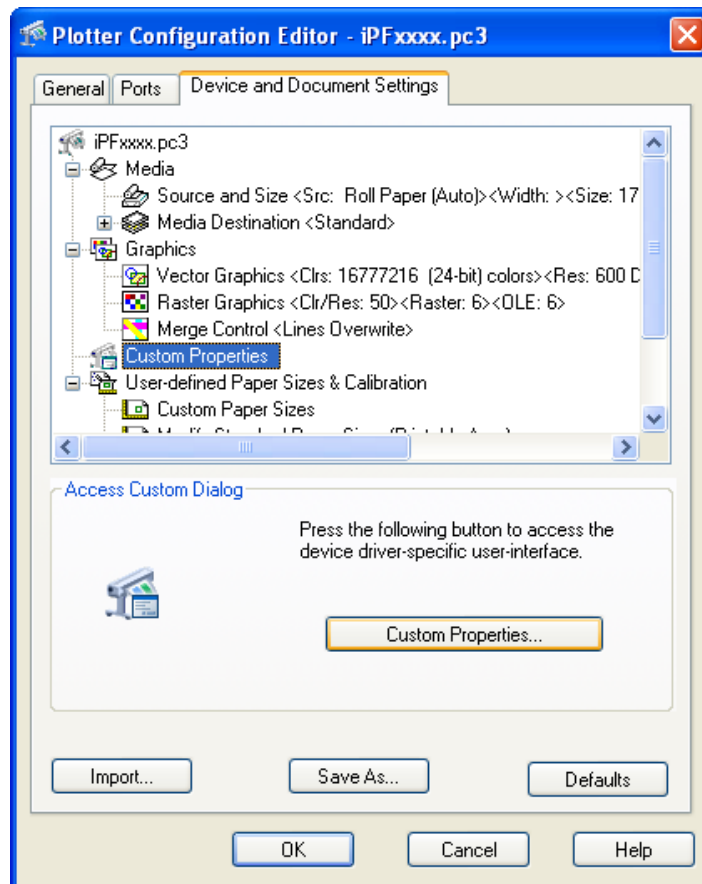 Plotter Configuration Editor - iPFxxxx.pc3
General Ports Device and Document Settings
iPFxxxx.pc3
Media
Source and Size <Src: Roll Paper (Auto)><Width: ><Size: 17
Media Destination <Standard>
Graphics
Vector Graphics <Clrs: 16777216 (24-bit) colors><Res: 600 D
Raster Graphics <Clr/Res: 50><Raster: 6><OLE: 6>
Merge Control <Lines Overwrite>
Custom Properties
User-defined Paper Sizes & Calibration
Custom Paper Sizes
Access Custom Dialog
Press the following button to access the
device driver-specific user-interface.
Custom Properties...
Import... Save As... Defaults
OK Cancel Help